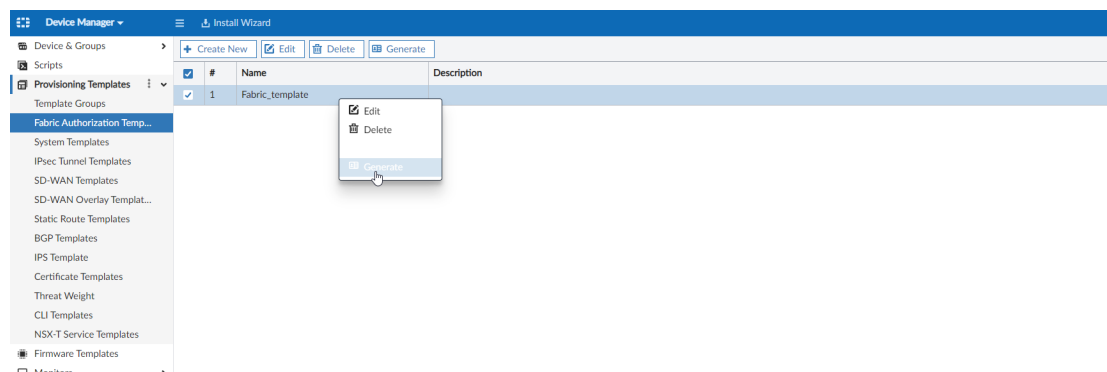 Device Manager
Install Wizard
Device & Groups
Scripts
Provisioning Templates
Template Groups
Fabric Authorization Temp...
System Templates
IPsec Tunnel Templates
SD-WAN Templates
SD-WAN Overlay Templat...
Static Route Templates
BGP Templates
IPS Template
Certificate Templates
Threat Weight
CLI Templates
NSX-T Service Templates
Firmware Templates
+ Create New Edit Delete Generate
# Name Description
1 Fabric_template
Edit
Delete
Generate